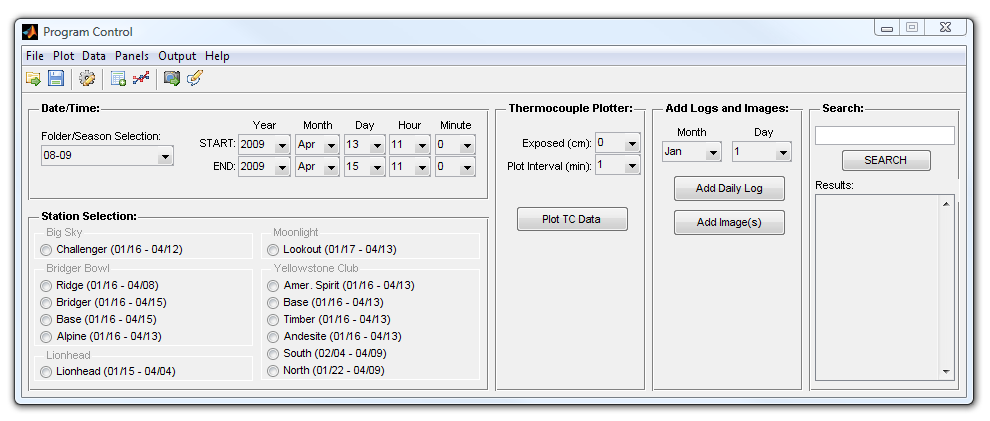 Program Control
File Plot Data Panels Output Help
Date/Time:
Folder/Season Selection:
08-09
Year Month Day Hour Minute
START: 2009 Apr 13 11 0
END: 2009 Apr 15 11 0
Station Selection:
Big Sky
Challenger (01/16 - 04/12)
Bridger Bowl
Ridge (01/16 - 04/08)
Bridger (01/16 - 04/15)
Base (01/16 - 04/15)
Alpine (01/16 - 04/13)
Lionhead
Lionhead (01/15 - 04/04)
Moonlight
Lookout (01/17 - 04/13)
Yellowstone Club
Amer. Spirit (01/16 - 04/13)
Base (01/16 - 04/13)
Timber (01/16 - 04/13)
Andesite (01/16 - 04/13)
South (02/04 - 04/09)
North (01/22 - 04/09)
Thermocouple Plotter:
Exposed (cm): 0
Plot Interval (min): 1
Plot TC Data
Add Logs and Images:
Month Day
Jan 1
Add Daily Log
Add Image(s)
Search:
SEARCH
Results: